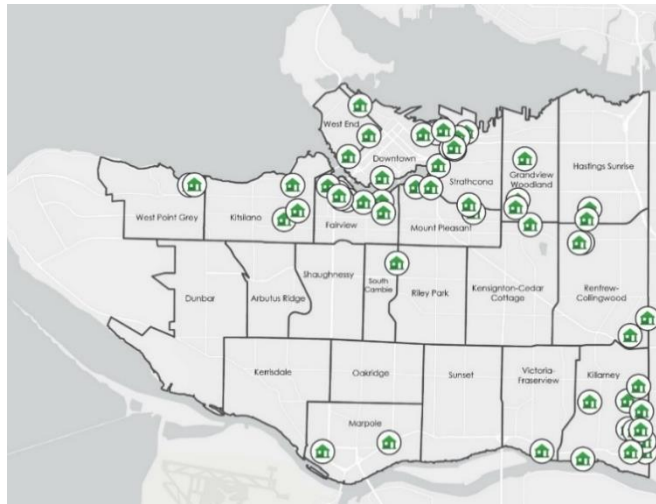 West End
Downtown
Strathcona
Grandview
Woodland
Hastings Sunrise
West Point Grey
Kitsilano
Fairview
Mount Pleasant
Shaughnessy
South
Cambie
Dunbar
Arbutus Ridge
Riley Park
Kensignton-Cedar
Cottage
Renfrew-
Collingwood
Kerrisdale
Oakridge
Sunset
Victoria-
Fraserview
Killarney
Marpole